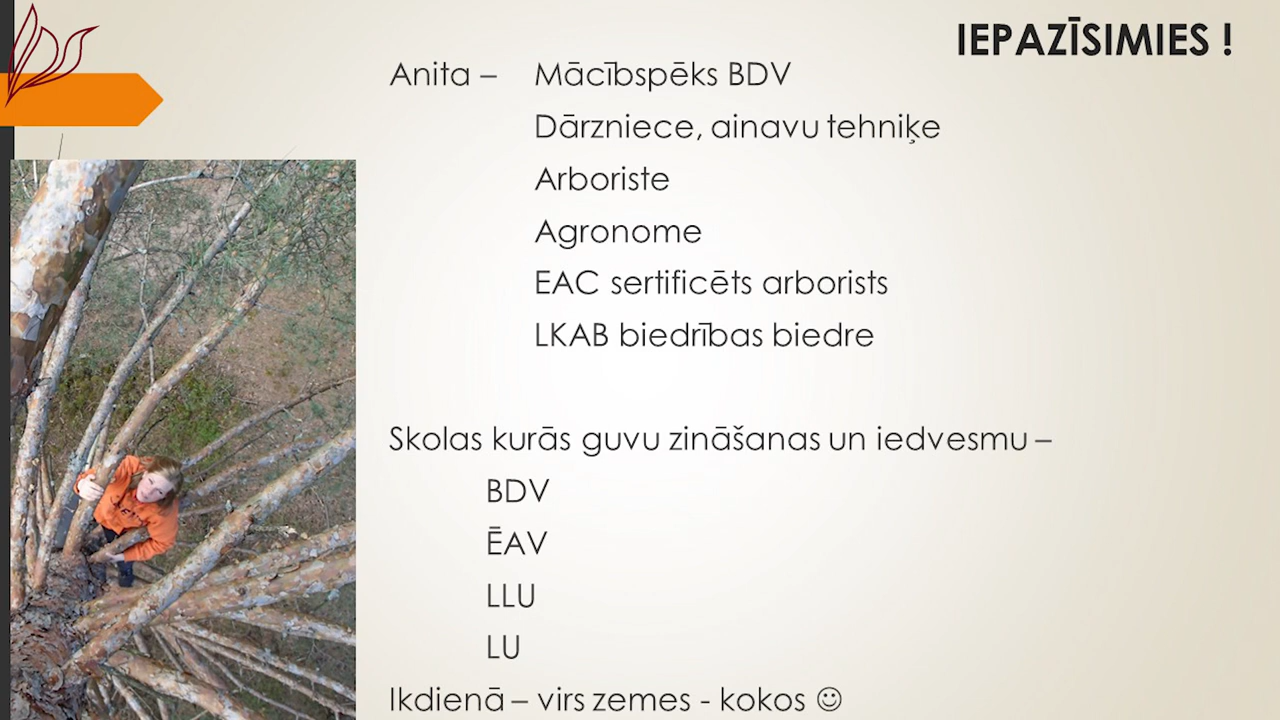 IEPAZĪSIMIES !
Anita – Mācībspēks BDV
Dārzniece, ainavu tehniķe
Arboriste
Agronome
EAC sertificēts arborists
LKAB biedrības biedre
Skolas kurās guvu zināšanas un iedvesmu –
BDV
ĒAV
LLU
LU
Ikdienā – virs zemes - kokos ☺